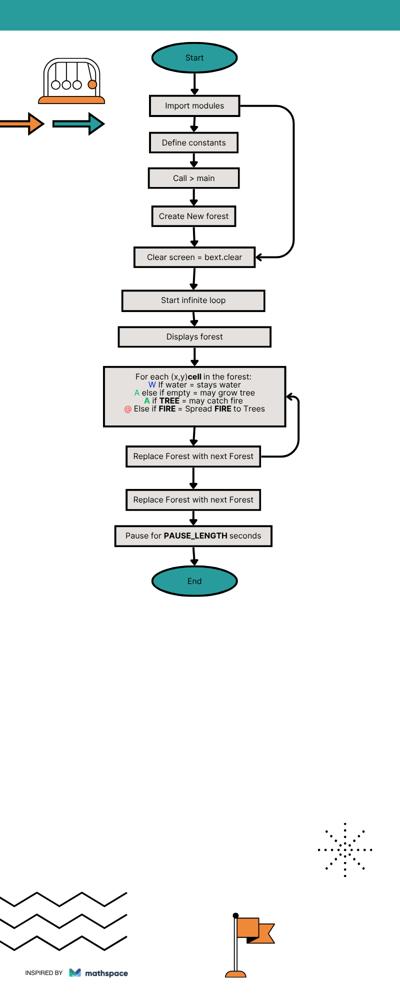 Start
Import modules
Define constants
Call > main
Create New forest
Clear screen = bext.clear
Start infinite loop
Displays forest
For each (x,y)cell in the forest:
W If water = stays water
A else if empty = may grow tree
A if TREE = may catch fire
@ Else if FIRE = Spread FIRE to Trees
Replace Forest with next Forest
Replace Forest with next Forest
Pause for PAUSE_LENGTH seconds
End
INSPIRED BY mathspace